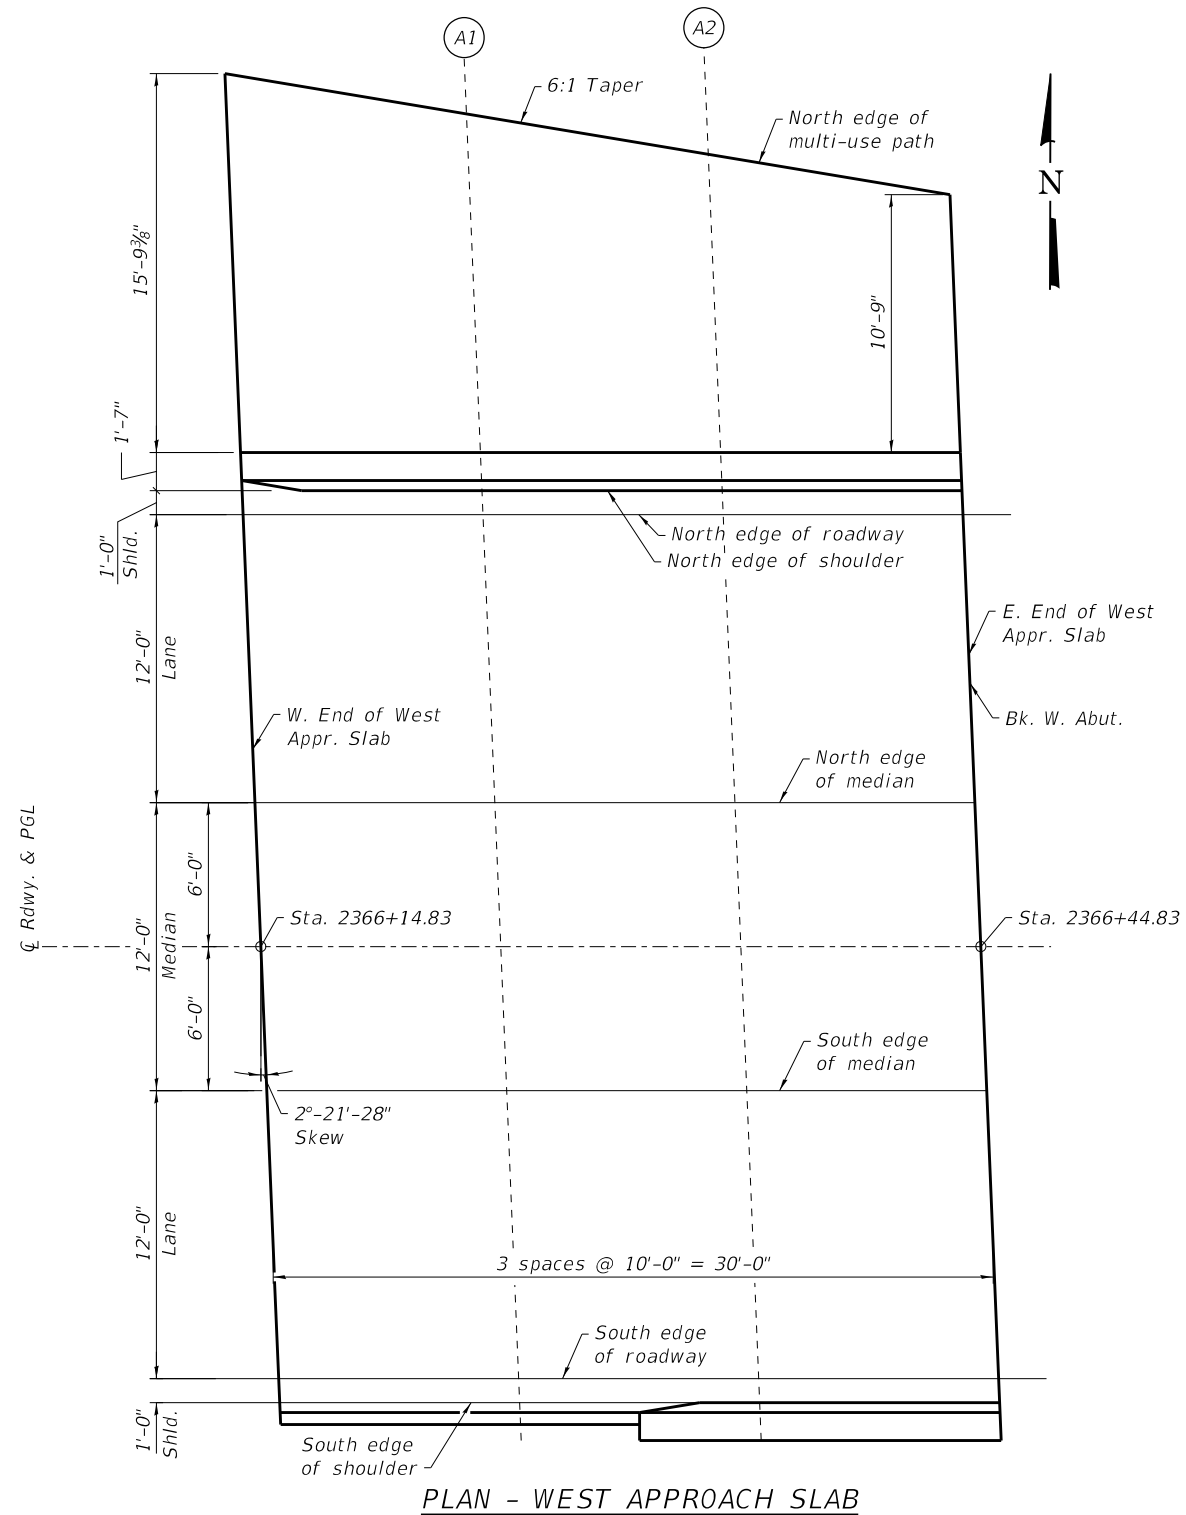 A1
A2
6:1 Taper
North edge of
multi-use path
N
15'-9⅜"
10'-9"
1'-7"
1'-0"
Shld.
North edge of roadway
North edge of shoulder
E. End of West
Appr. Slab
12'-0"
Lane
W. End of West
Appr. Slab
Bk. W. Abut.
North edge
of median
℄ Rdwy. & PGL
6'-0"
Sta. 2366+14.83
Sta. 2366+44.83
12'-0"
Median
6'-0"
South edge
of median
2°-21'-28"
Skew
12'-0"
Lane
3 spaces @ 10'-0" = 30'-0"
South edge
of roadway
1'-0"
Shld.
South edge
of shoulder
PLAN - WEST APPROACH SLAB